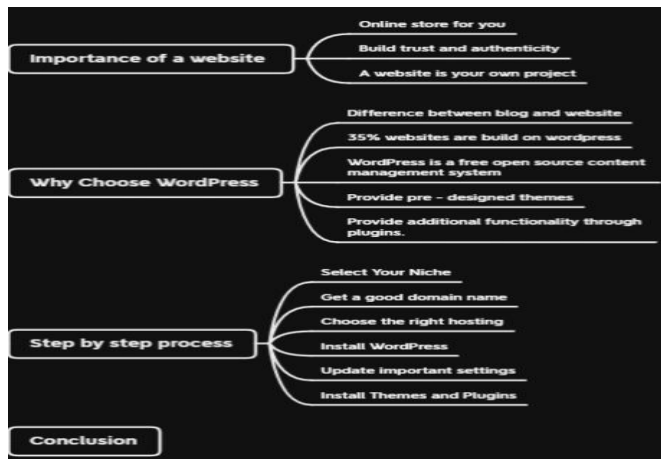 Importance of a website
Online store for you
Build trust and authenticity
A website is your own project
Why Choose WordPress
Difference between blog and website
35% websites are build on wordpress
WordPress is a free open source content
management system
Provide pre - designed themes
Provide additional functionality through
plugins.
Step by step process
Select Your Niche
Get a good domain name
Choose the right hosting
Install WordPress
Update important settings
Install Themes and Plugins
Conclusion